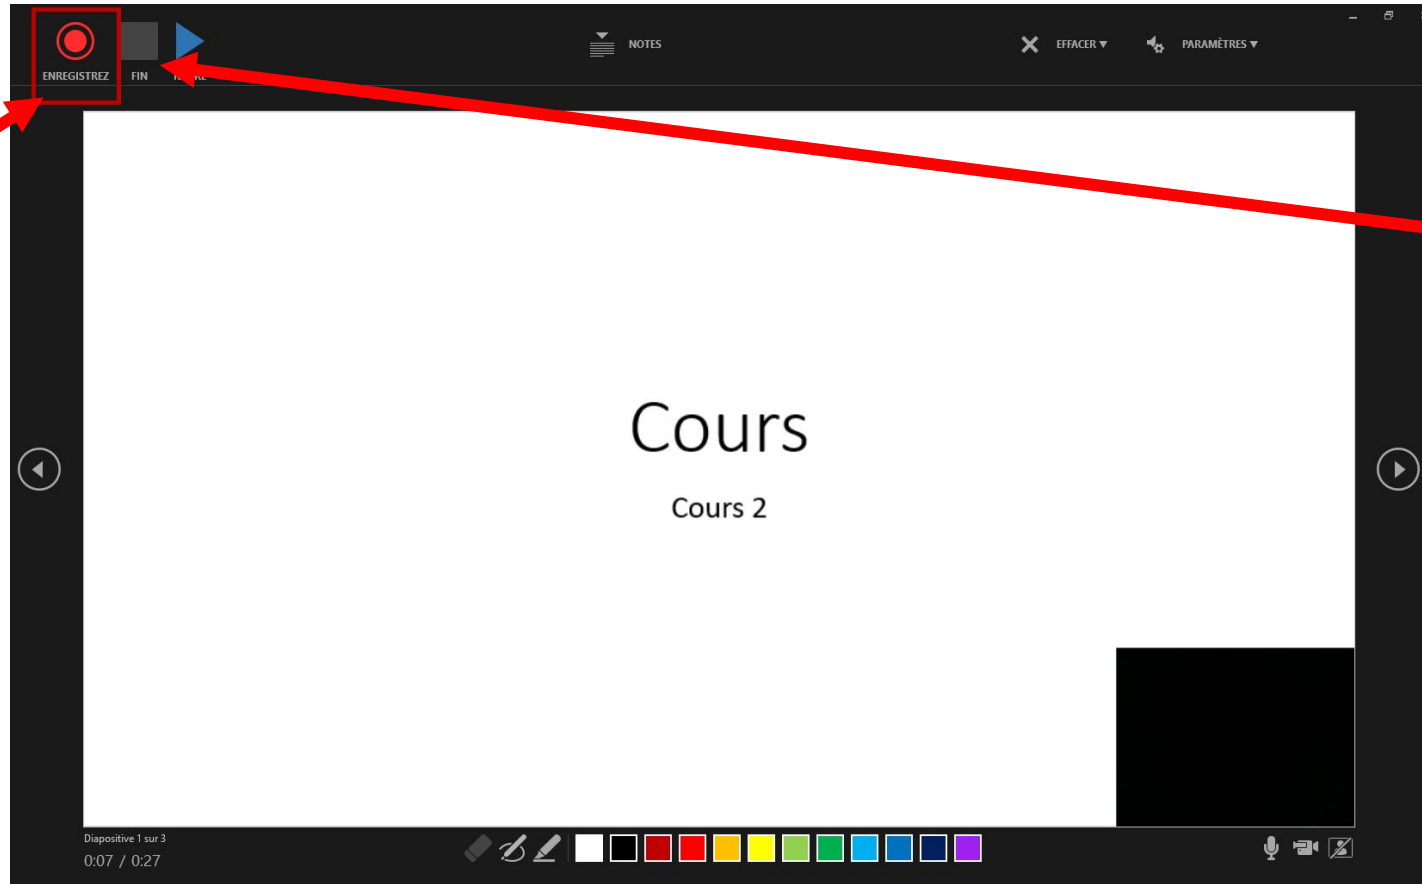 ENREGISTREZ FIN
NOTES
EFFACER
PARAMÈTRES
Cours
Cours 2
Diapositive 1 sur 3
0:07 / 0:27